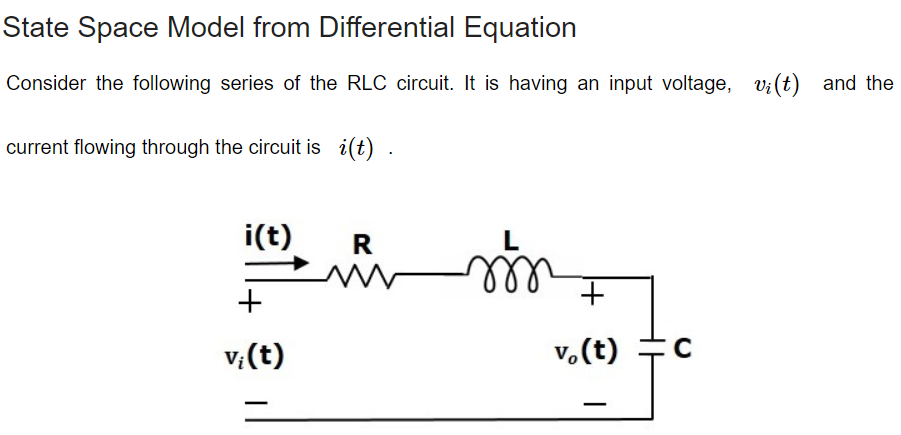 State Space Model from Differential Equation
Consider the following series of the RLC circuit. It is having an input voltage, vᵢ(t) and the
current flowing through the circuit is i(t) .
i(t)
R
L
+
+
vᵢ(t)
vₒ(t)
C
−
−